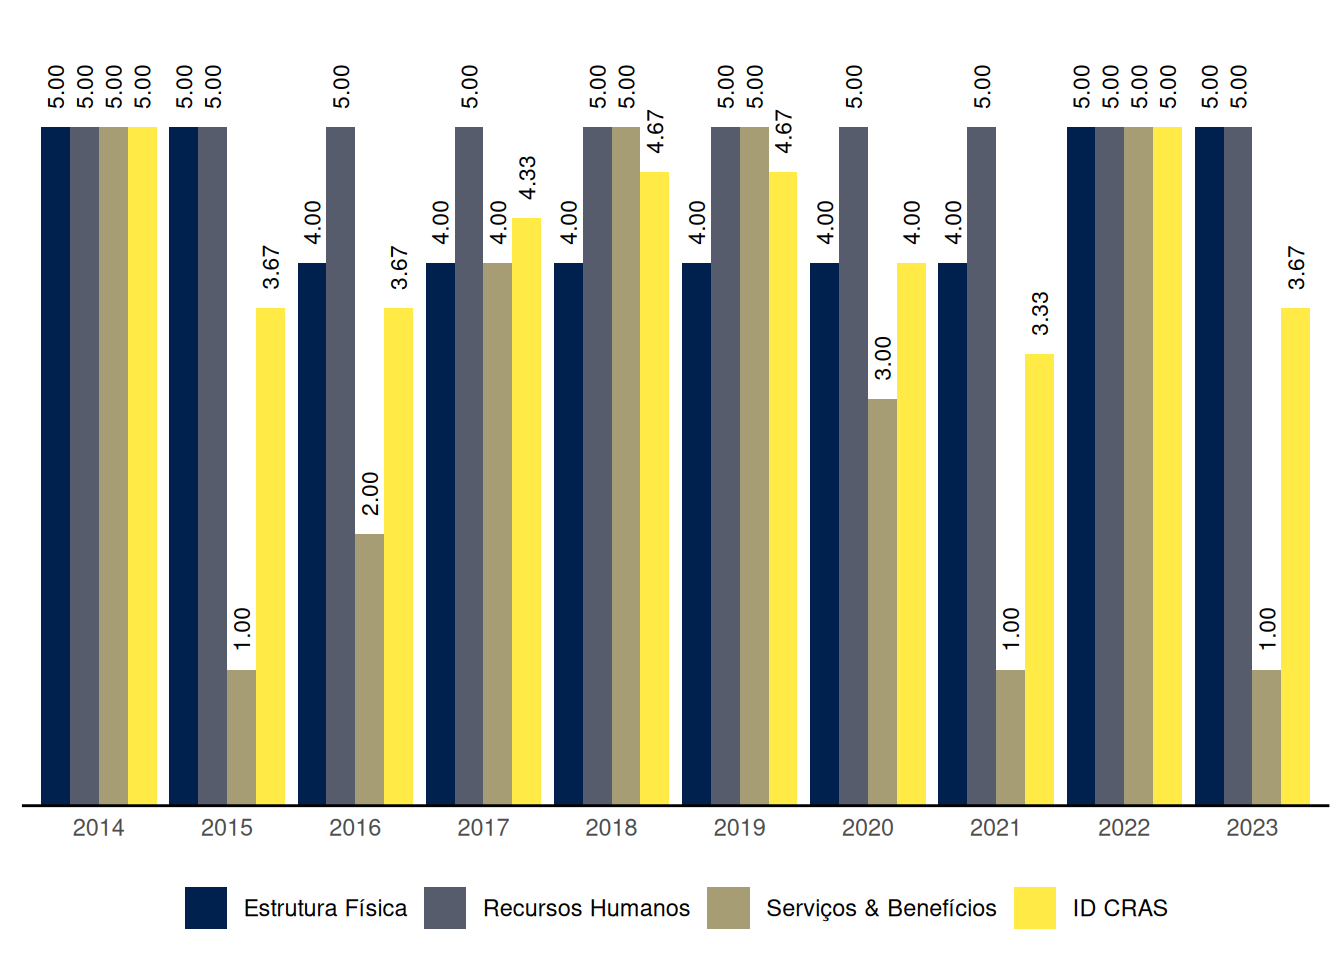 5.00 5.00 5.00 5.00 5.00 5.00 1.00 3.67 4.00 5.00 2.00 3.67 4.00 5.00 4.00 4.33 4.00 5.00 5.00 4.67 4.00 5.00 5.00 4.67 4.00 5.00 3.00 4.00 4.00 5.00 1.00 3.33 5.00 5.00 5.00 5.00 5.00 5.00 1.00 3.67
2014 2015 2016 2017 2018 2019 2020 2021 2022 2023
Estrutura Física Recursos Humanos Serviços & Benefícios ID CRAS